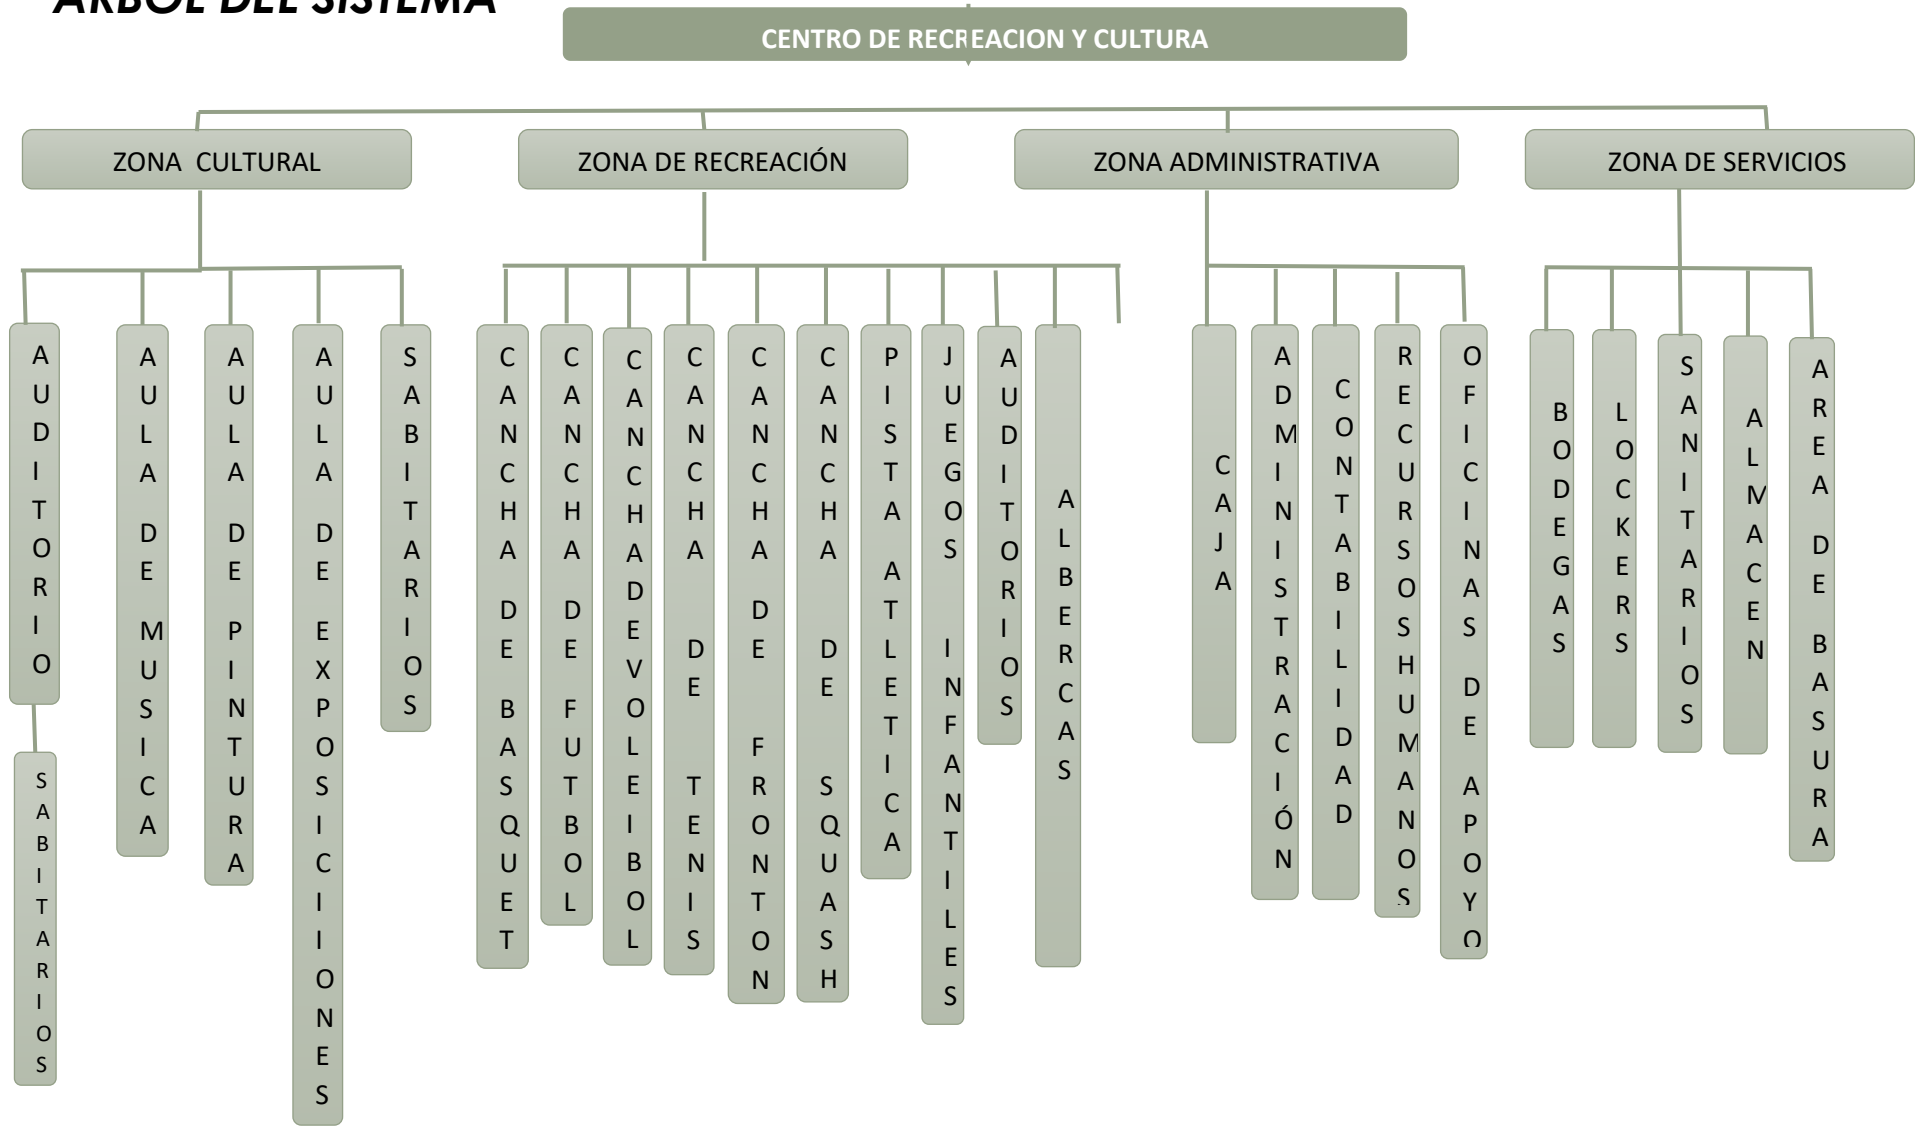 ARBOL DEL SISTEMA
CENTRO DE RECREACION Y CULTURA
ZONA CULTURAL
ZONA DE RECREACIÓN
ZONA ADMINISTRATIVA
ZONA DE SERVICIOS
AUDITORIO
SABITARIOS
AULA DE MUSICA
AULA DE PINTURA
AULA DE EXPOSICIIONES
SABITARIOS
CANCHA DE BASQUET
CANCHA DE FUTBOL
CANCHADEVOLEIBOL
CANCHA DE TENIS
CANCHA DE FRONTON
CANCHA DE SQUASH
PISTA ATLETICA
JUEGOS INFANTILES
AUDITORIOS
ALBERCAS
CAJA
ADMINISTRACIÓN
CONTABILIDAD
RECURSOSHUMANOS
OFICINAS DE APOYO
BODEGAS
LOCKERS
SANITARIOS
ALMACEN
AREA DE BASURA